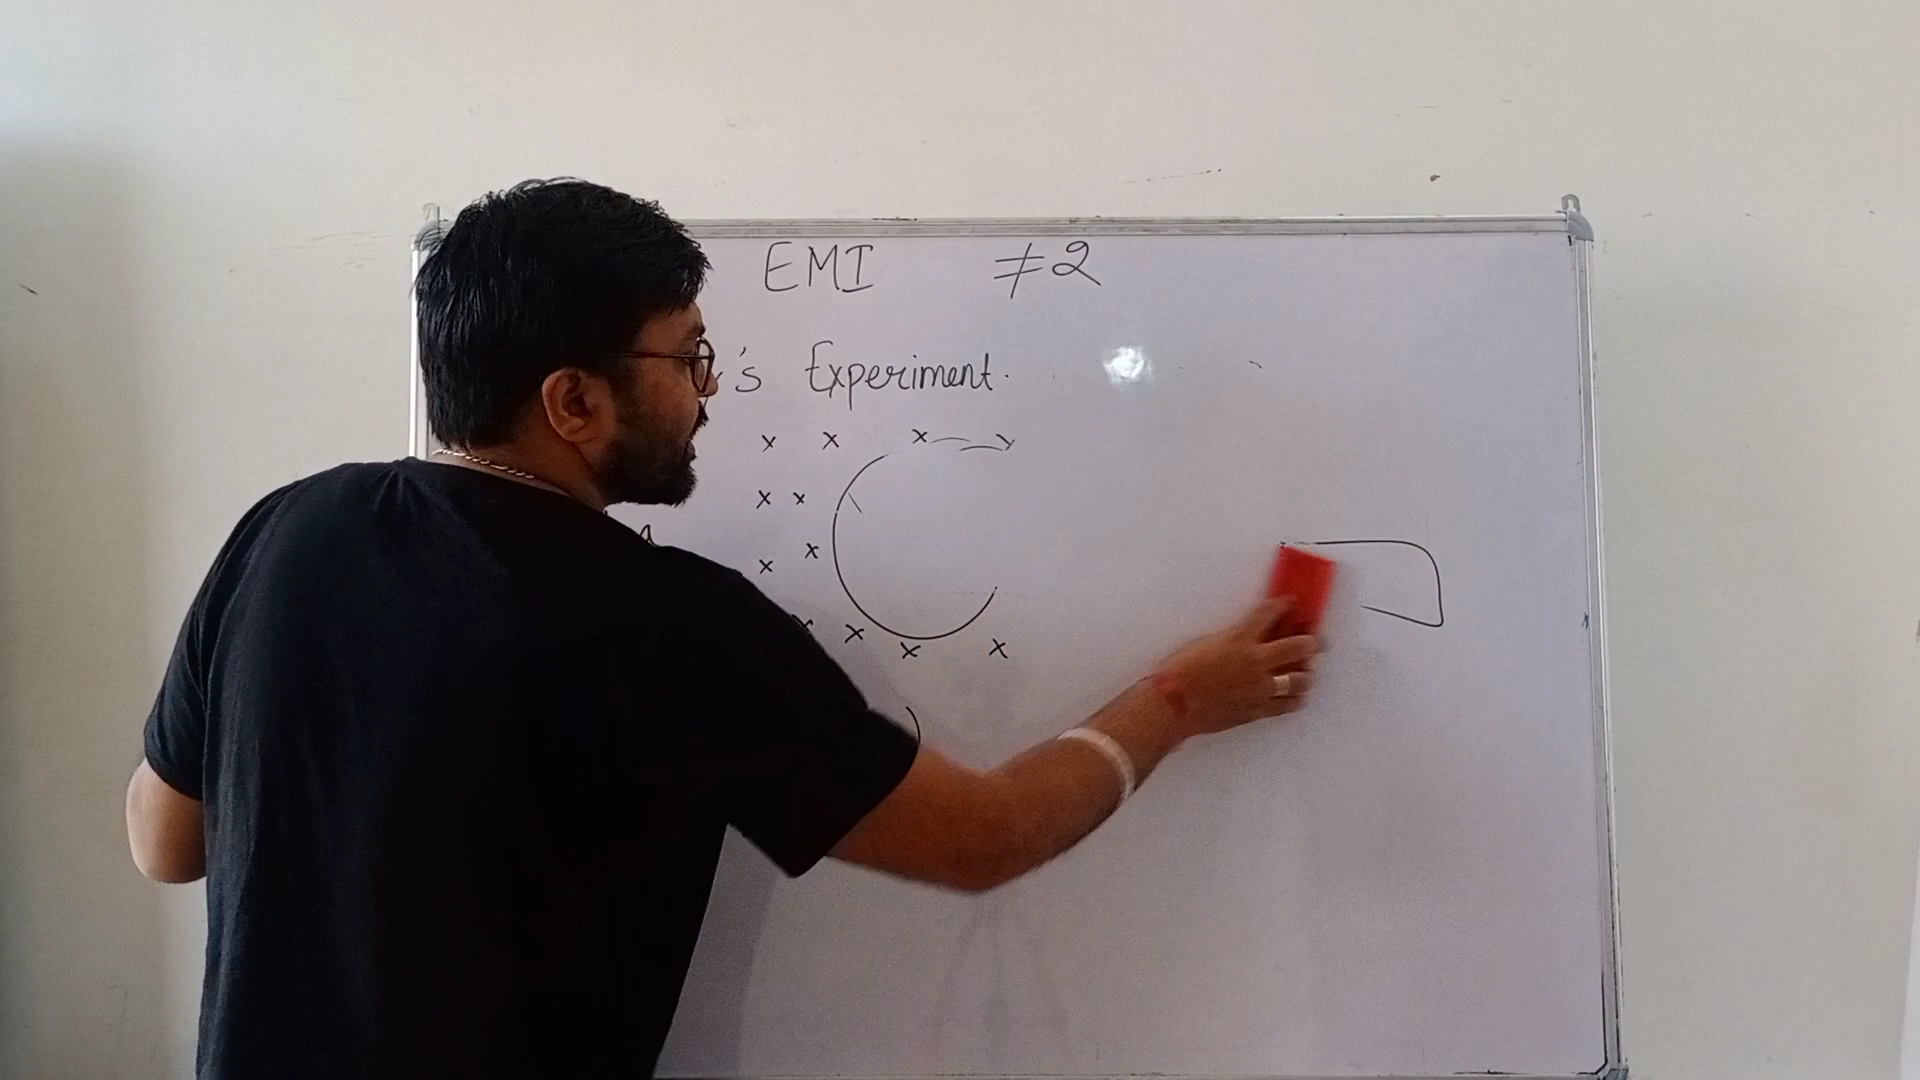 EMI #2
's Experiment.
x x x x
x x
x x
x x x